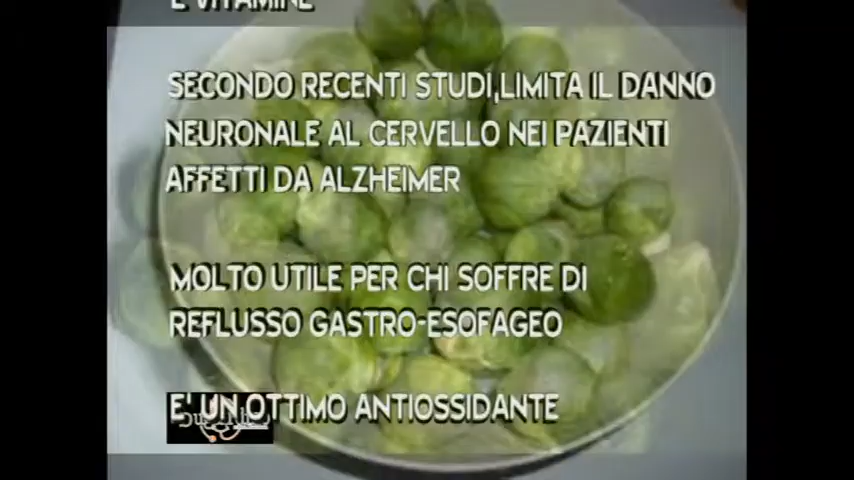 E VITAMINE
SECONDO RECENTI STUDI,LIMITA IL DANNO
NEURONALE AL CERVELLO NEI PAZIENTI
AFFETTI DA ALZHEIMER
MOLTO UTILE PER CHI SOFFRE DI
REFLUSSO GASTRO-ESOFAGEO
E' UN OTTIMO ANTIOSSIDANTE